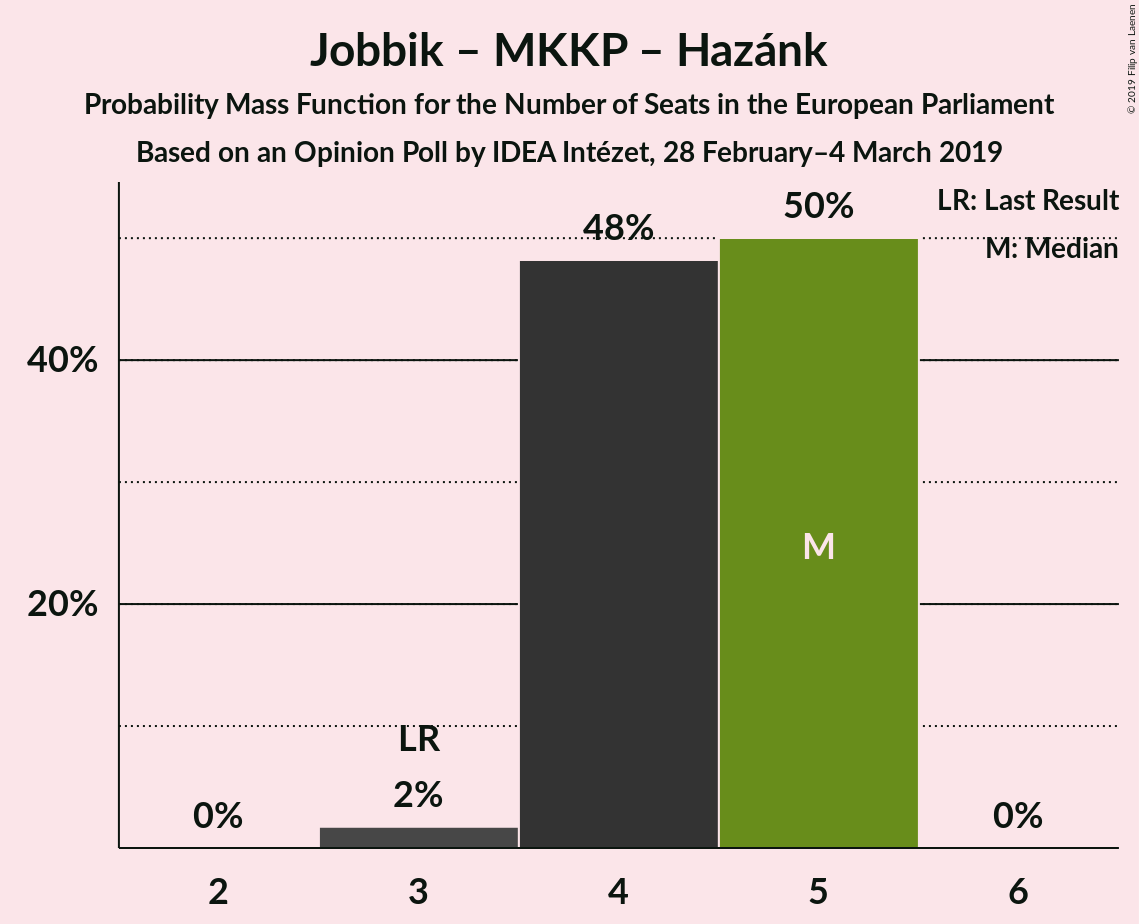 Jobbik – MKKP – Hazánk
Probability Mass Function for the Number of Seats in the European Parliament
Based on an Opinion Poll by IDEA Intézet, 28 February–4 March 2019
© 2019 Filip van Laenen
LR: Last Result
M: Median
50%
48%
40%
M
20%
LR
2%
0%
0%
2 3 4 5 6